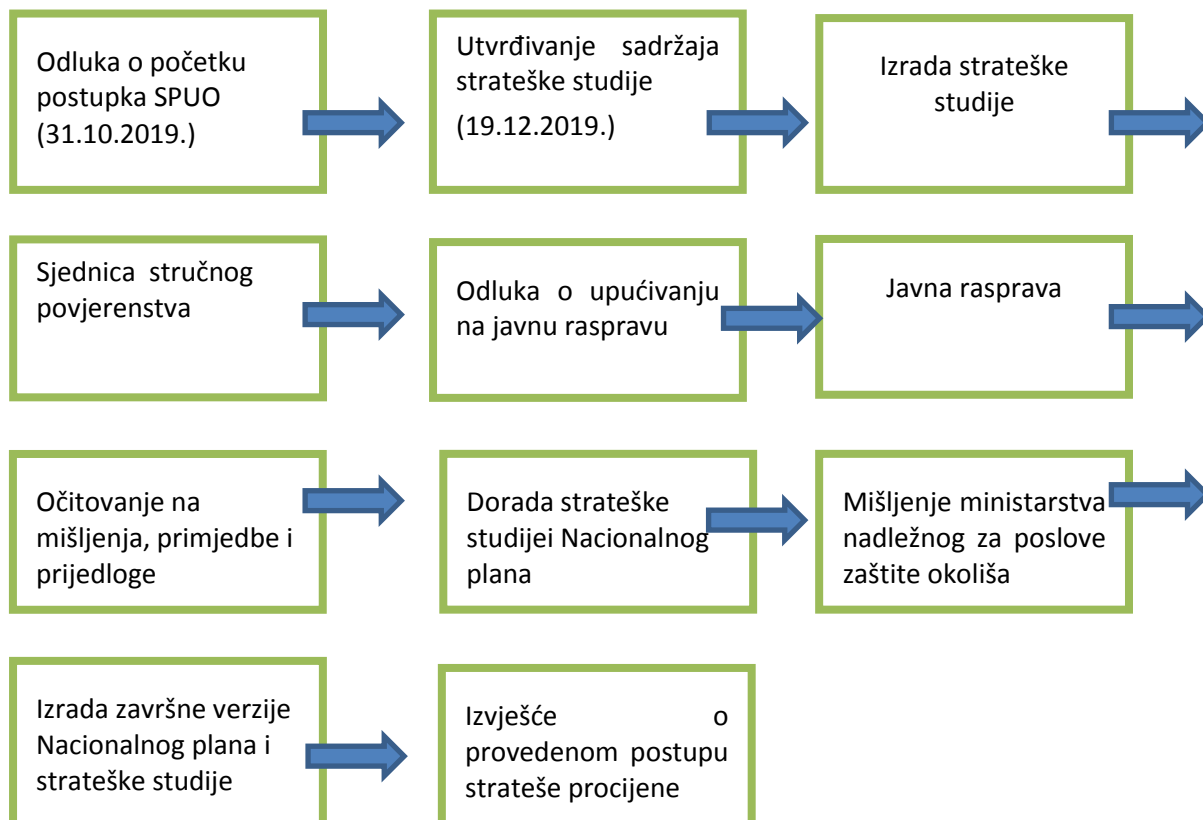 Odluka o početku
postupka SPUO
(31.10.2019.)
Utvrđivanje sadržaja
strateške studije
(19.12.2019.)
Izrada strateške
studije
Sjednica stručnog
povjerenstva
Odluka o upućivanju
na javnu raspravu
Javna rasprava
Očitovanje na
mišljenja, primjedbe i
prijedloge
Dorada strateške
studijei Nacionalnog
plana
Mišljenje ministarstva
nadležnog za poslove
zaštite okoliša
Izrada završne verzije
Nacionalnog plana i
strateške studije
Izvješće o
provedenom postupu
strateše procijene